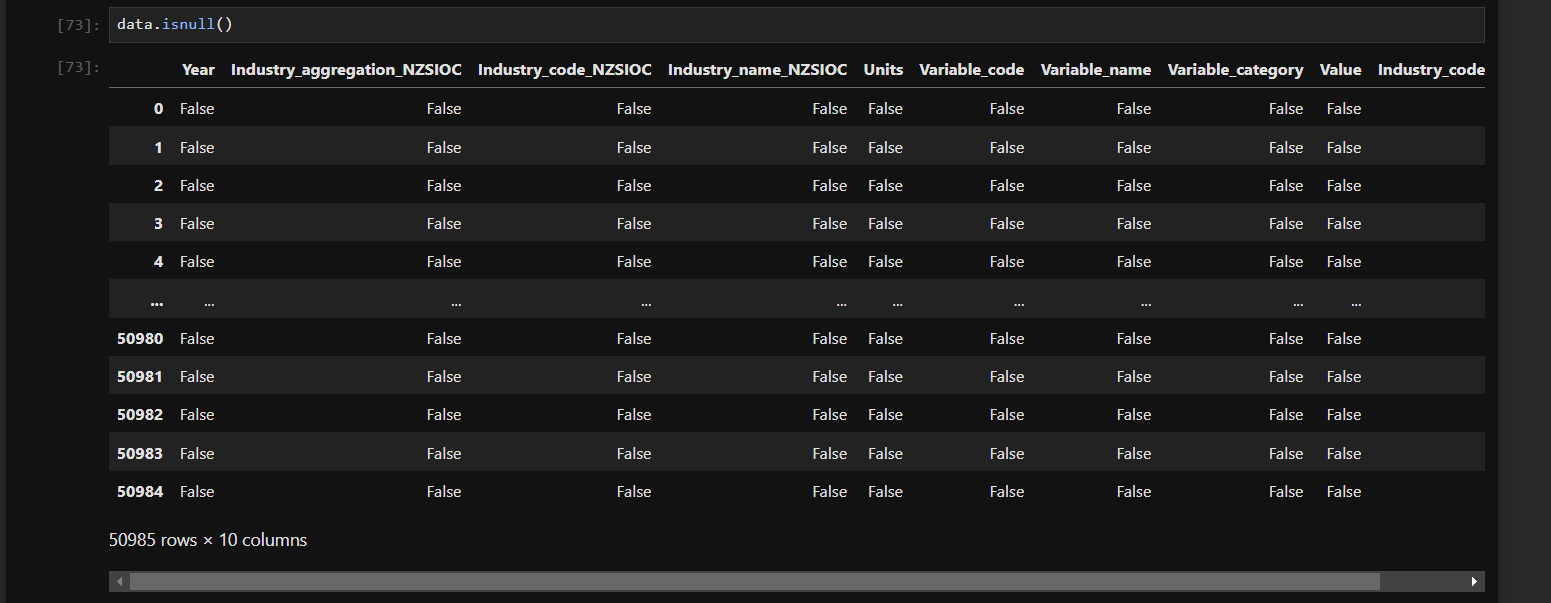 [73]: data.isnull()
[73]:
Year Industry_aggregation_NZSIOC Industry_code_NZSIOC Industry_name_NZSIOC Units Variable_code Variable_name Variable_category Value Industry_code
0 False False False False False False False False False
1 False False False False False False False False False
2 False False False False False False False False False
3 False False False False False False False False False
4 False False False False False False False False False
... ... ... ... ... ... ... ... ... ...
50980 False False False False False False False False False
50981 False False False False False False False False False
50982 False False False False False False False False False
50983 False False False False False False False False False
50984 False False False False False False False False False
50985 rows × 10 columns